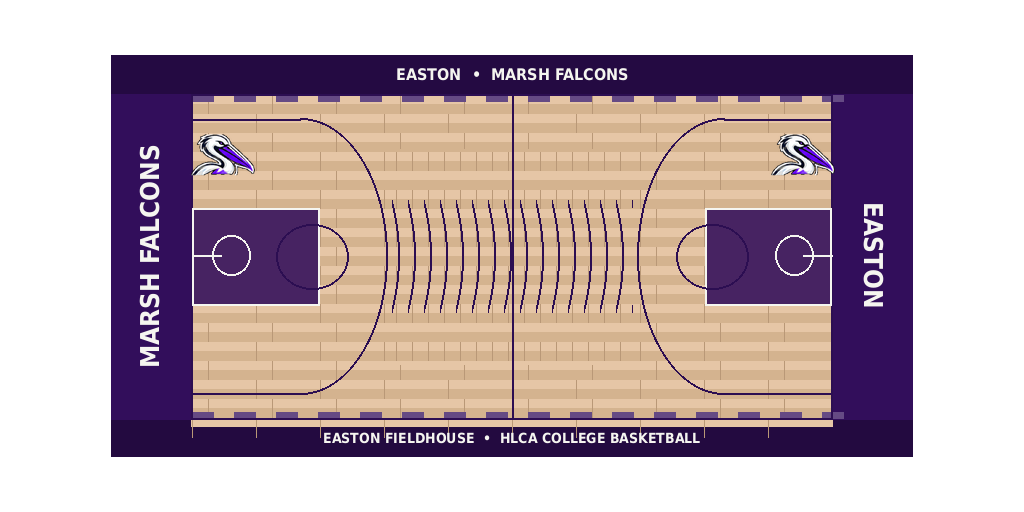 EASTON • MARSH FALCONS
MARSH FALCONS
EASTON
EASTON FIELDHOUSE • HLCA COLLEGE BASKETBALL